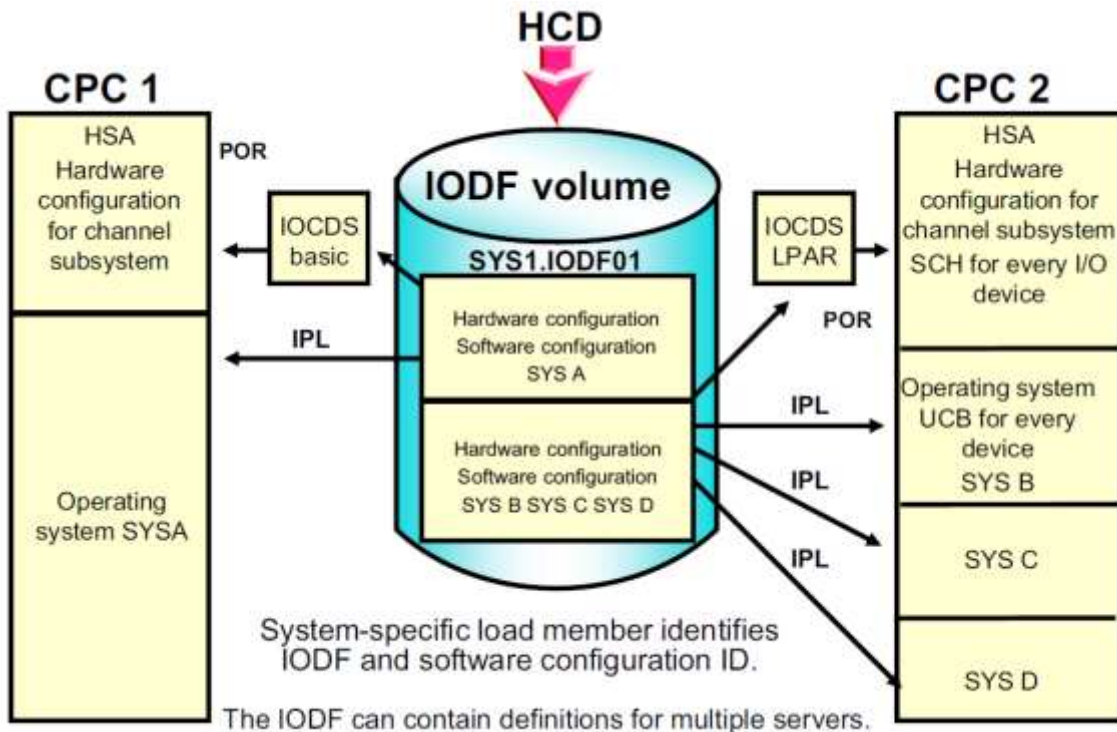 HCD
CPC 1
HSA
Hardware
configuration
for channel
subsystem
Operating
system SYSA
POR
IOCDS
basic
IPL
IODF volume
SYS1.IODF01
Hardware configuration
Software configuration
SYS A
Hardware configuration
Software configuration
SYS B SYS C SYS D
IOCDS
LPAR
POR
IPL
IPL
IPL
CPC 2
HSA
Hardware
configuration for
channel subsystem
SCH for every I/O
device
Operating system
UCB for every
device
SYS B
SYS C
SYS D
System-specific load member identifies
IODF and software configuration ID.
The IODF can contain definitions for multiple servers.